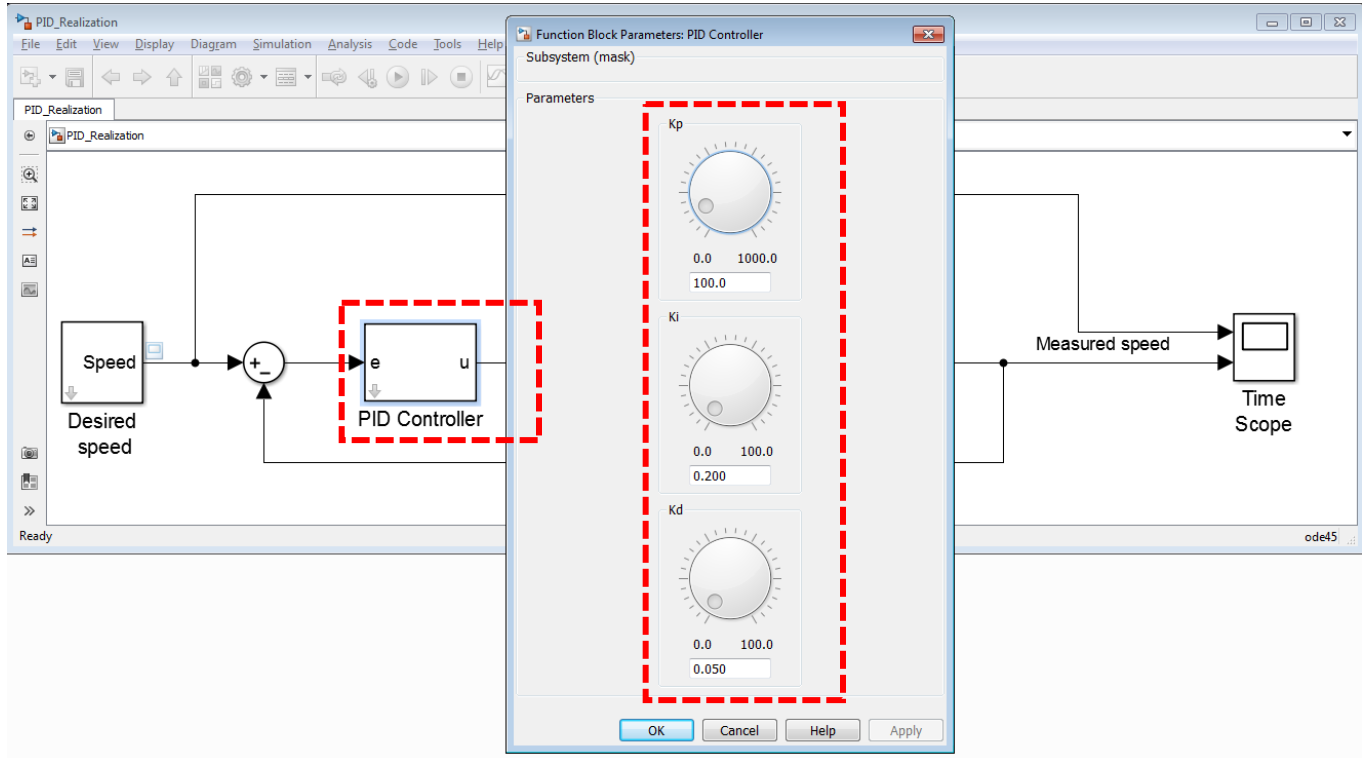 PID_Realization
File Edit View Display Diagram Simulation Analysis Code Tools Help
PID_Realization
PID_Realization
Speed
Desired
speed
+
_
e u
PID Controller
Measured speed
Time
Scope
Ready
ode45
Function Block Parameters: PID Controller
Subsystem (mask)
Parameters
Kp
0.0 1000.0
100.0
Ki
0.0 100.0
0.200
Kd
0.0 100.0
0.050
OK Cancel Help Apply